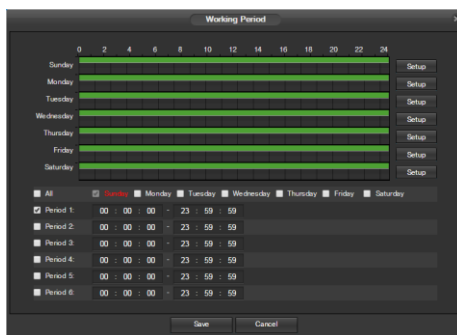 Working Period
0 2 4 6 8 10 12 14 16 18 20 22 24
Sunday Setup
Monday Setup
Tuesday Setup
Wednesday Setup
Thursday Setup
Friday Setup
Saturday Setup
All Sunday Monday Tuesday Wednesday Thursday Friday Saturday
Period 1: 00 : 00 : 00 - 23 : 59 : 59
Period 2: 00 : 00 : 00 - 23 : 59 : 59
Period 3: 00 : 00 : 00 - 23 : 59 : 59
Period 4: 00 : 00 : 00 - 23 : 59 : 59
Period 5: 00 : 00 : 00 - 23 : 59 : 59
Period 6: 00 : 00 : 00 - 23 : 59 : 59
Save Cancel